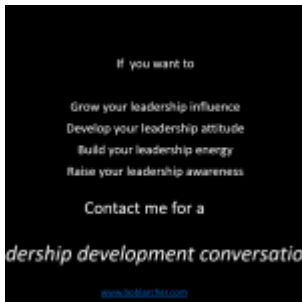 If you want to
Grow your leadership influence
Develop your leadership attitude
Build your leadership energy
Raise your leadership awareness
Contact me for a
dership development conversatio